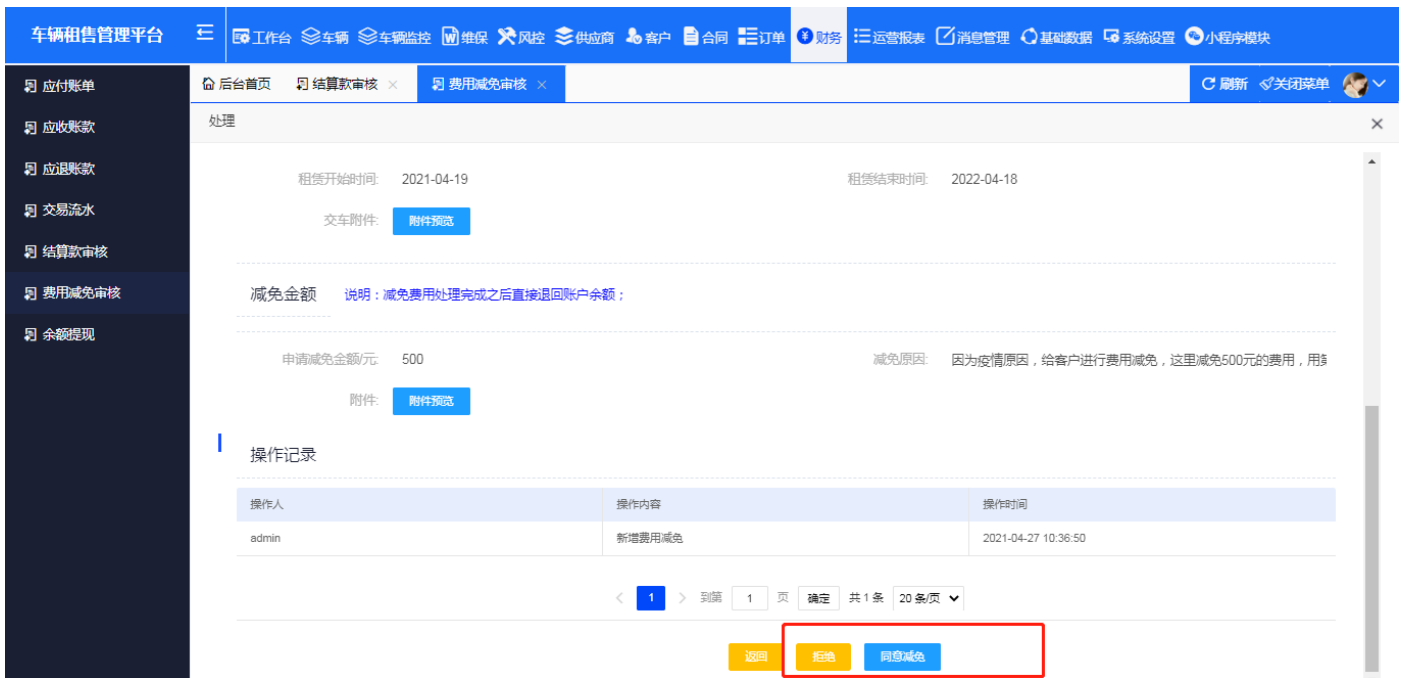 车辆租售管理平台 工作台 车辆 车辆监控 维保 风控 供应商 客户 合同 订单 财务 运营报表 消息管理 基础数据 系统设置 小程序模块
应付账单
应收账款
应退账款
交易流水
结算款审核
费用减免审核
余额提现
后台首页 结算款审核 费用减免审核 刷新 关闭菜单
处理
租赁开始时间: 2021-04-19 租赁结束时间: 2022-04-18
交车附件: 附件预览
减免金额 说明：减免费用处理完成之后直接退回账户余额；
申请减免金额/元: 500 减免原因: 因为疫情原因，给客户进行费用减免，这里减免500元的费用，用
附件: 附件预览
操作记录
操作人 操作内容 操作时间
admin 新增费用减免 2021-04-27 10:36:50
1 到第 1 页 确定 共1条 20条/页
返回 拒绝 同意减免